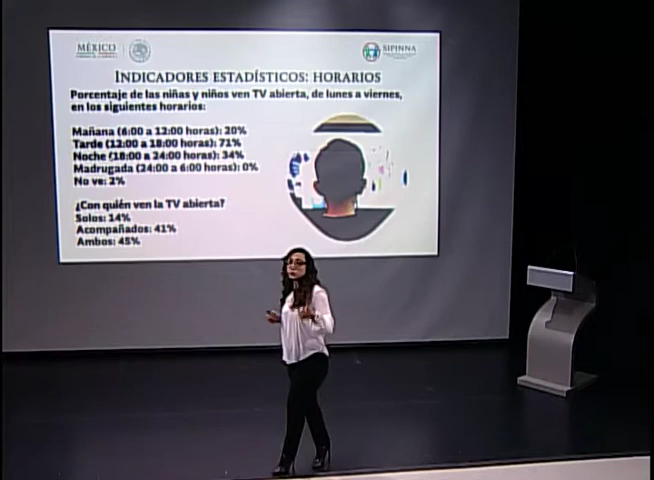 MÉXICO
SIPINNA
INDICADORES ESTADÍSTICOS: HORARIOS
Porcentaje de las niñas y niños ven TV abierta, de lunes a viernes,
en los siguientes horarios:
Mañana (6:00 a 12:00 horas): 20%
Tarde (12:00 a 18:00 horas): 71%
Noche (18:00 a 24:00 horas): 34%
Madrugada (24:00 a 6:00 horas): 0%
No ve: 2%
¿Con quién ven la TV abierta?
Solos: 14%
Acompañados: 41%
Ambos: 45%